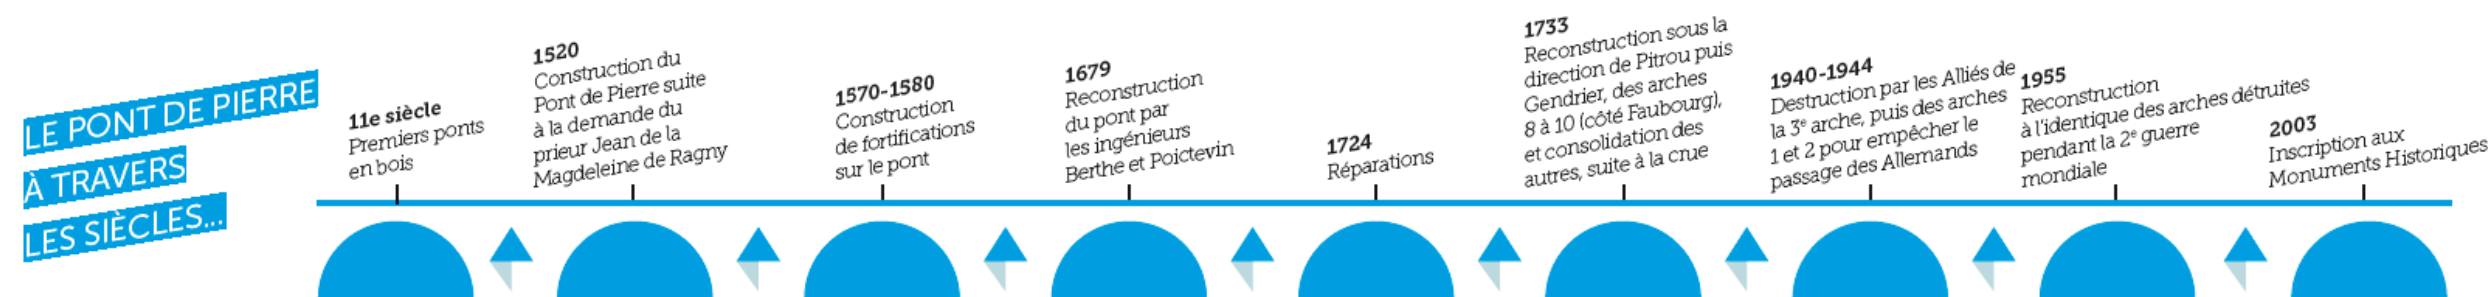 LE PONT DE PIERRE
À TRAVERS
LES SIÈCLES...
11e siècle
Premiers ponts
en bois
1520
Construction du
Pont de Pierre suite
à la demande du
prieur Jean de la
Magdeleine de Ragny
1570-1580
Construction
de fortifications
sur le pont
1679
Reconstruction
du pont par
les ingénieurs
Berthe et Poictevin
1724
Réparations
1733
Reconstruction sous la
direction de Pitrou puis
Gendrier, des arches
8 à 10 (côté Faubourg),
et consolidation des
autres, suite à la crue
1940-1944
Destruction par les Alliés de
la 3e arche, puis des arches
1 et 2 pour empêcher le
passage des Allemands
1955
Reconstruction
à l'identique des arches détruites
pendant la 2e guerre
mondiale
2003
Inscription aux
Monuments Historiques